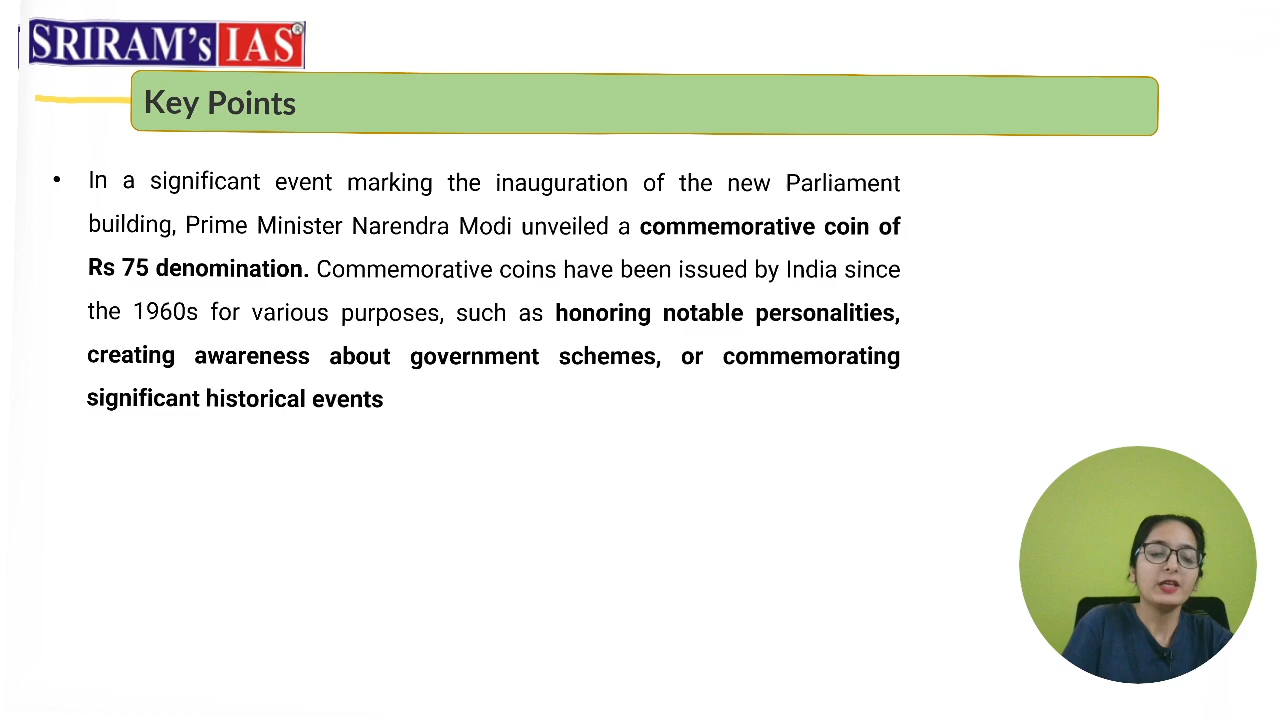 SRIRAM's IAS®
Key Points
• In a significant event marking the inauguration of the new Parliament
building, Prime Minister Narendra Modi unveiled a commemorative coin of
Rs 75 denomination. Commemorative coins have been issued by India since
the 1960s for various purposes, such as honoring notable personalities,
creating awareness about government schemes, or commemorating
significant historical events